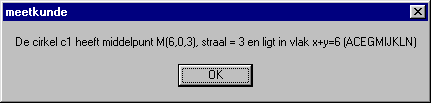 meetkunde
De cirkel c1 heeft middelpunt M(6,0,3), straal = 3 en ligt in vlak x+y=6 (ACEGMIJKLN)
OK